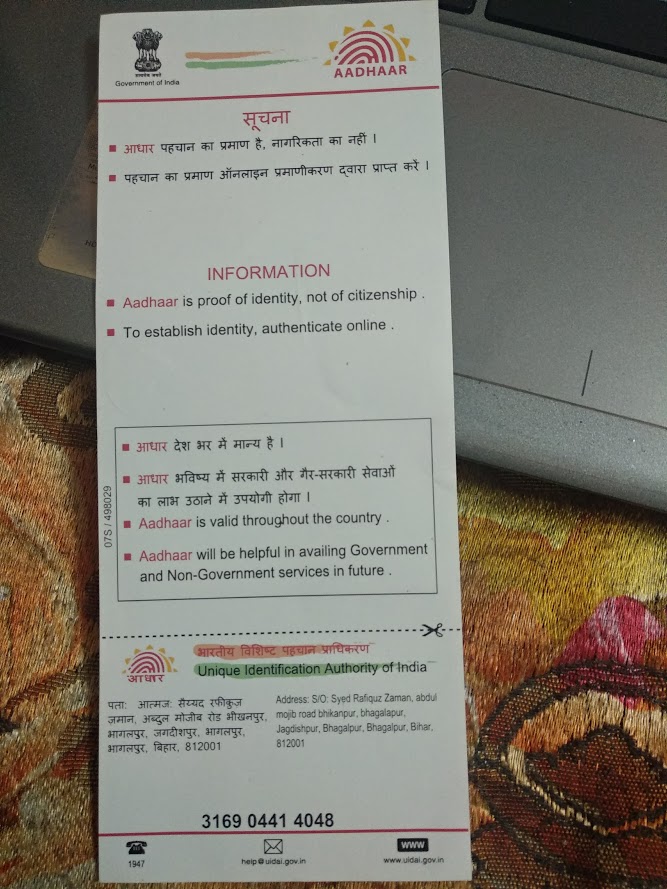 सत्यमेव जयते
Government of India
AADHAAR
सूचना
आधार पहचान का प्रमाण है, नागरिकता का नहीं ।
पहचान का प्रमाण ऑनलाइन प्रमाणीकरण द्वारा प्राप्त करें ।
INFORMATION
Aadhaar is proof of identity, not of citizenship .
To establish identity, authenticate online .
07S / 498029
आधार देश भर में मान्य है ।
आधार भविष्य में सरकारी और गैर-सरकारी सेवाओं
का लाभ उठाने में उपयोगी होगा ।
Aadhaar is valid throughout the country .
Aadhaar will be helpful in availing Government
and Non-Government services in future .
आधार
भारतीय विशिष्ट पहचान प्राधिकरण
Unique Identification Authority of India
पता: आत्मज: सैय्यद रफीकुज
जमान, अब्दुल मोजीब रोड भीखनपुर,
भागलपुर, जगदीशपुर, भागलपुर,
भागलपुर, बिहार, 812001
Address: S/O: Syed Rafiquz Zaman, abdul
mojib road bhikanpur, bhagalapur,
Jagdishpur, Bhagalpur, Bhagalpur, Bihar,
812001
3169 0441 4048
1947
help@uidai.gov.in
WWW
www.uidai.gov.in